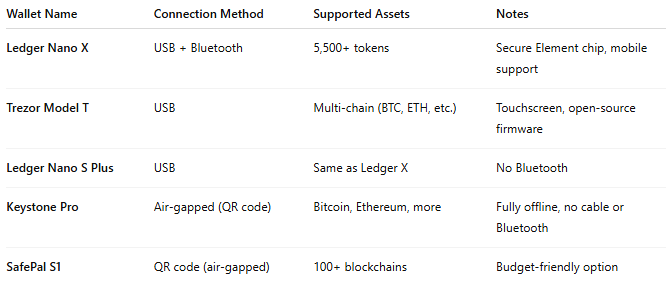 Wallet Name Connection Method Supported Assets Notes
Ledger Nano X USB + Bluetooth 5,500+ tokens Secure Element chip, mobile
support
Trezor Model T USB Multi-chain (BTC, ETH, etc.) Touchscreen, open-source
firmware
Ledger Nano S Plus USB Same as Ledger X No Bluetooth
Keystone Pro Air-gapped (QR code) Bitcoin, Ethereum, more Fully offline, no cable or
Bluetooth
SafePal S1 QR code (air-gapped) 100+ blockchains Budget-friendly option